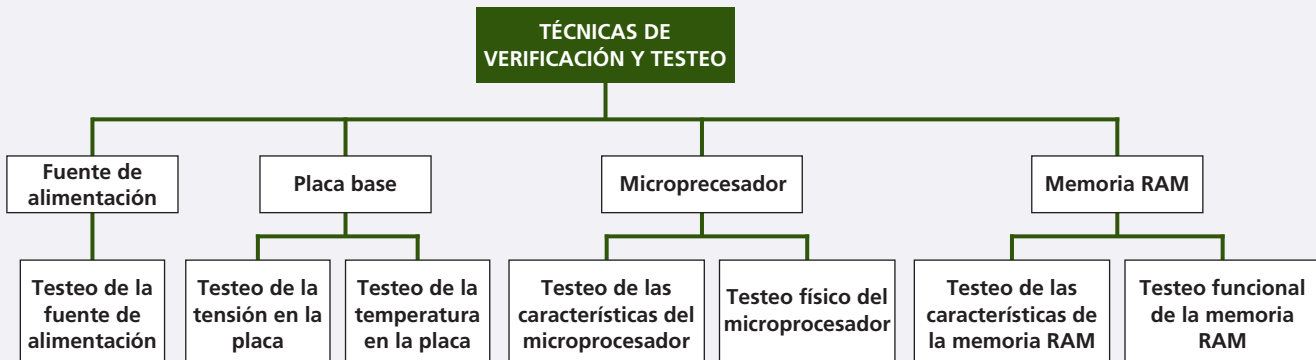 TÉCNICAS DE
VERIFICACIÓN Y TESTEO
Fuente de
alimentación
Placa base
Microprecesador
Memoria RAM
Testeo de la
fuente de
alimentación
Testeo de la
tensión en la
placa
Testeo de la
temperatura
en la placa
Testeo de las
características del
microprocesador
Testeo físico del
microprocesador
Testeo de las
características de
la memoria RAM
Testeo funcional
de la memoria
RAM